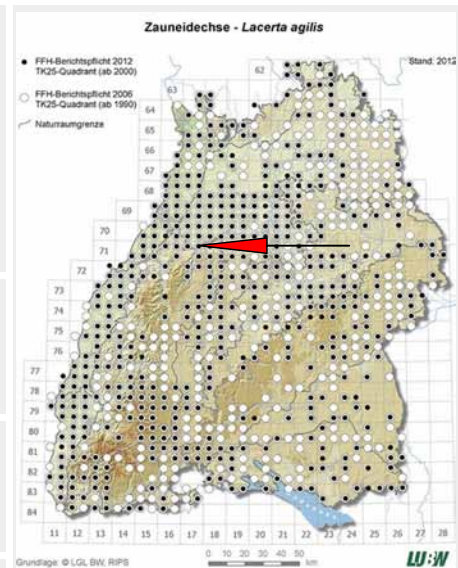 Zauneidechse - Lacerta agilis
FFH-Berichtspflicht 2012
TK25-Quadrant (ab 2000)
FFH-Berichtspflicht 2006
TK25-Quadrant (ab 1990)
Naturraumgrenze
Stand: 2012
62
63
64
65
66
67
68
69
70
71
72
73
74
75
76
77
78
79
80
81
82
83
84
11 12 13 14 15 16 17 18 19 20 21 22 23 24 25 26 27 28
Grundlage: © LGL BW, RIPS
0 10 20 30 40 50
km
LUBW